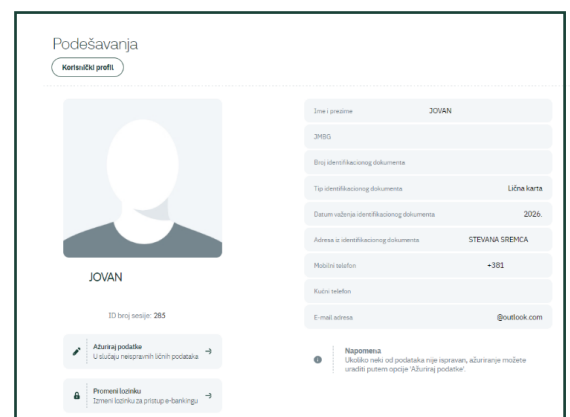 Podešavanja
Korisnički profil
JOVAN
ID broj sesije: 285
Ažuriraj podatke
U slučaju neispravnih ličnih podataka
Promeni lozinku
Izmeni lozinku za pristup e-bankingu
Ime i prezime JOVAN
JMBG
Broj identifikacionog dokumenta
Tip identifikacionog dokumenta Lična karta
Datum važenja identifikacionog dokumenta 2026.
Adresa iz identifikacionog dokumenta STEVANA SREMCA
Mobilni telefon +381
Kućni telefon
E-mail adresa @outlook.com
Napomena
Ukoliko neki od podataka nije ispravan, ažuriranje možete
uraditi putem opcije 'Ažuriraj podatke'.